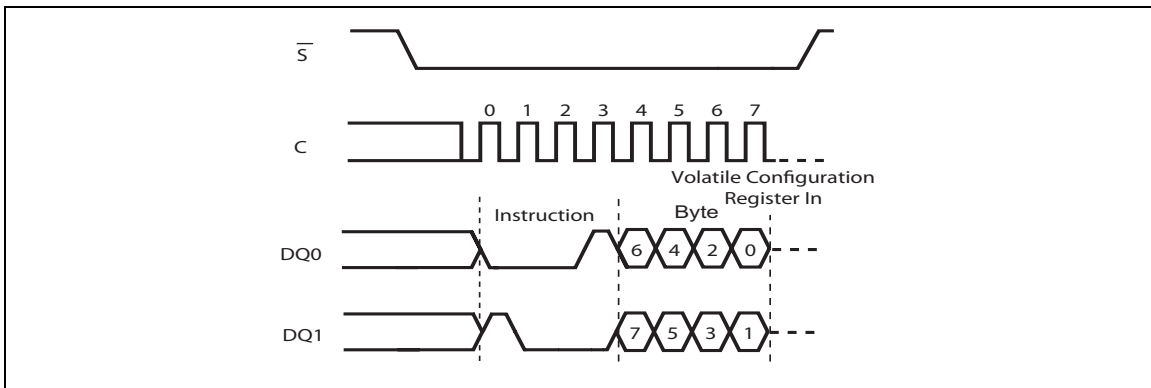 S
0 1 2 3 4 5 6 7
C
Volatile Configuration
Register In
Instruction Byte
DQ0 6 4 2 0
DQ1 7 5 3 1